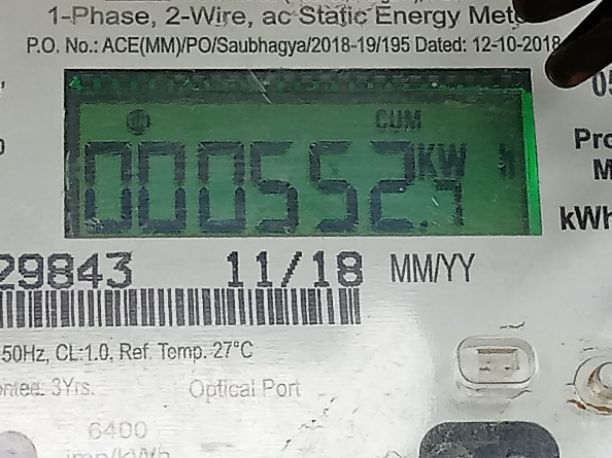 1-Phase, 2-Wire, ac Static Energy
P.O. No.: ACE(MM)/PO/Saubhagya/2018-19/195 Dated: 12-10-2018
CUM
000552. KW h
kWh
29843 11/18 MM/YY
50Hz, CL:1.0. Ref. Temp. 27°C
3Yrs. Optical Port
6400
imp/kWh